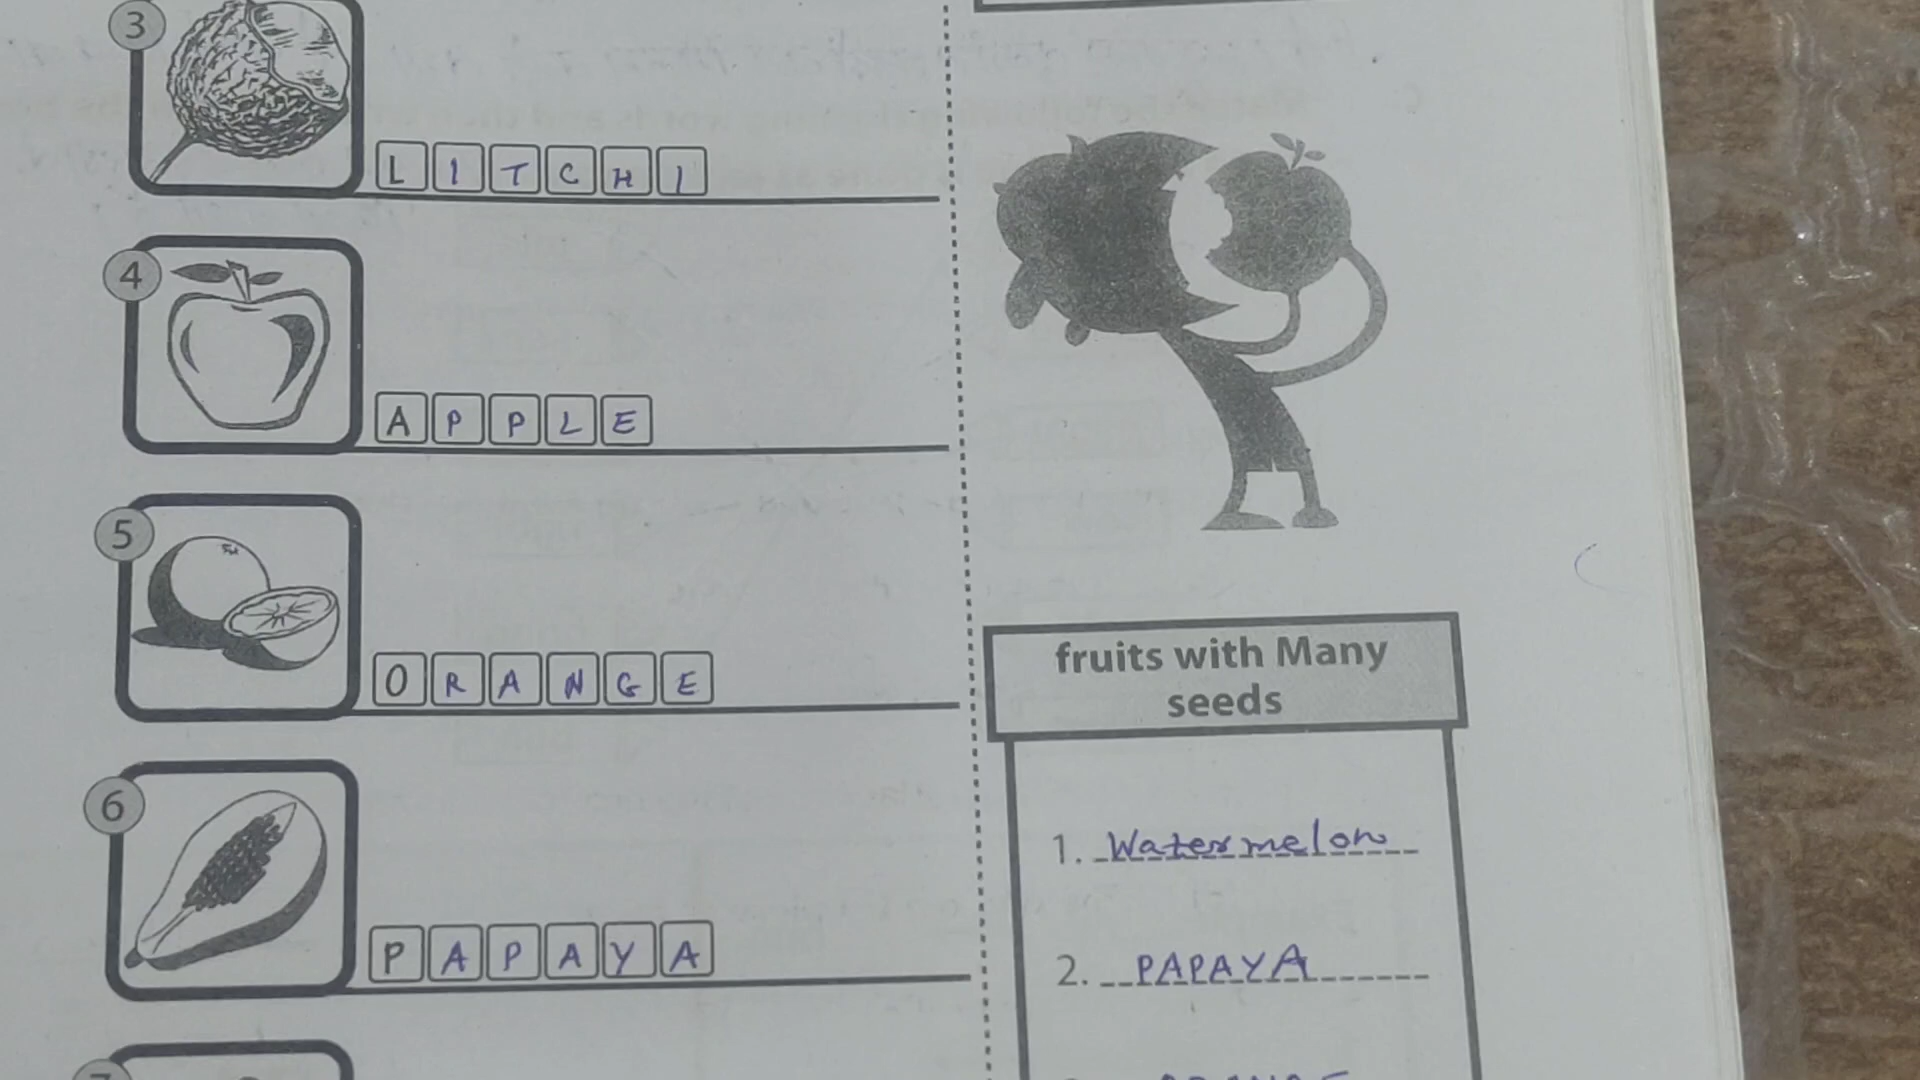 3
LITCHI
4
APPLE
5
ORANGE
6
PAPAYA
fruits with Many
seeds
1. Watermelon
2. PAPAYA